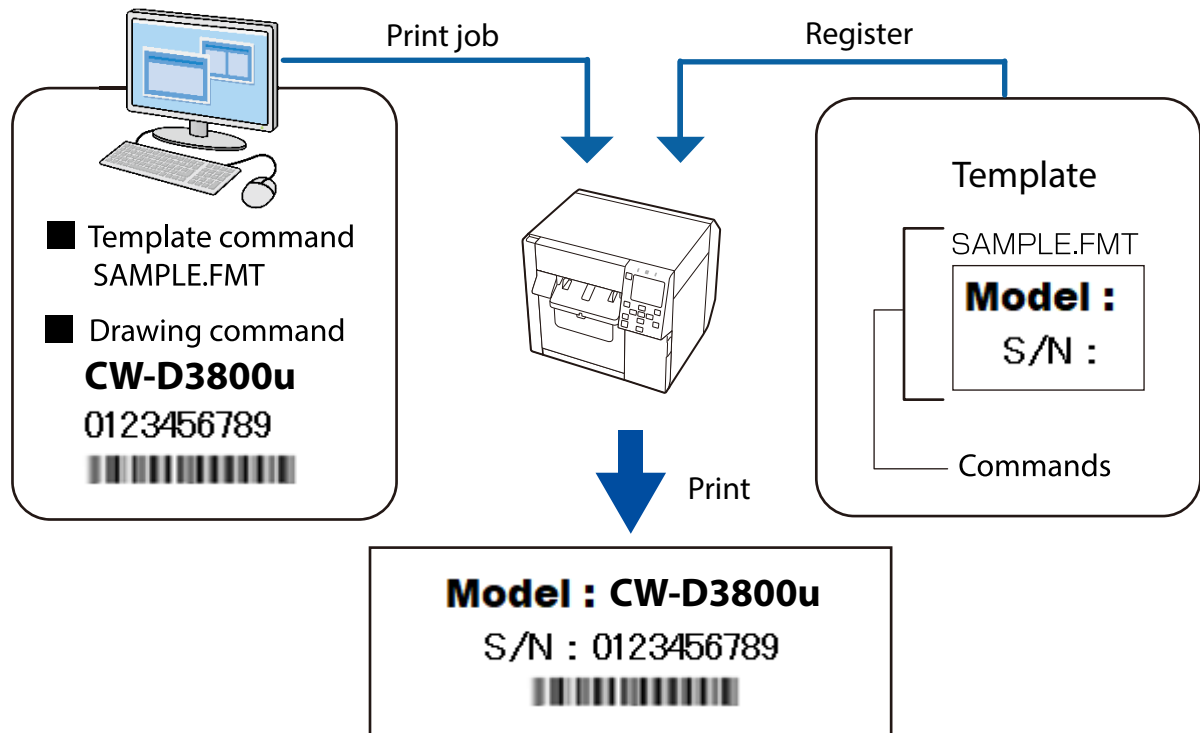 Print job
Register
Template command
SAMPLE.FMT
Drawing command
CW-D3800u
0123456789
Template
SAMPLE.FMT
Model :
S/N :
Commands
Print
Model : CW-D3800u
S/N : 0123456789